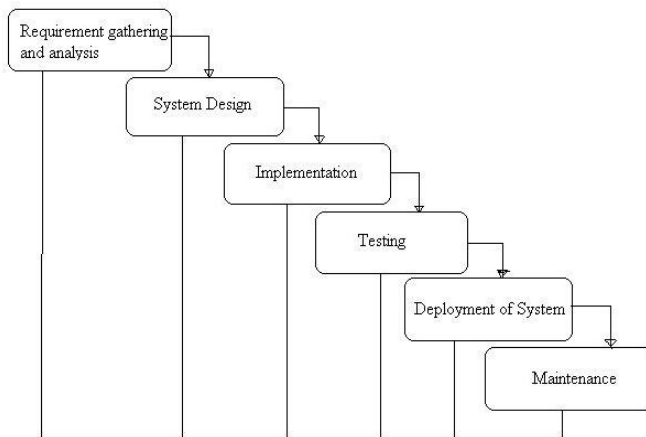 Requirement gathering
and analysis
System Design
Implementation
Testing
Deployment of System
Maintenance